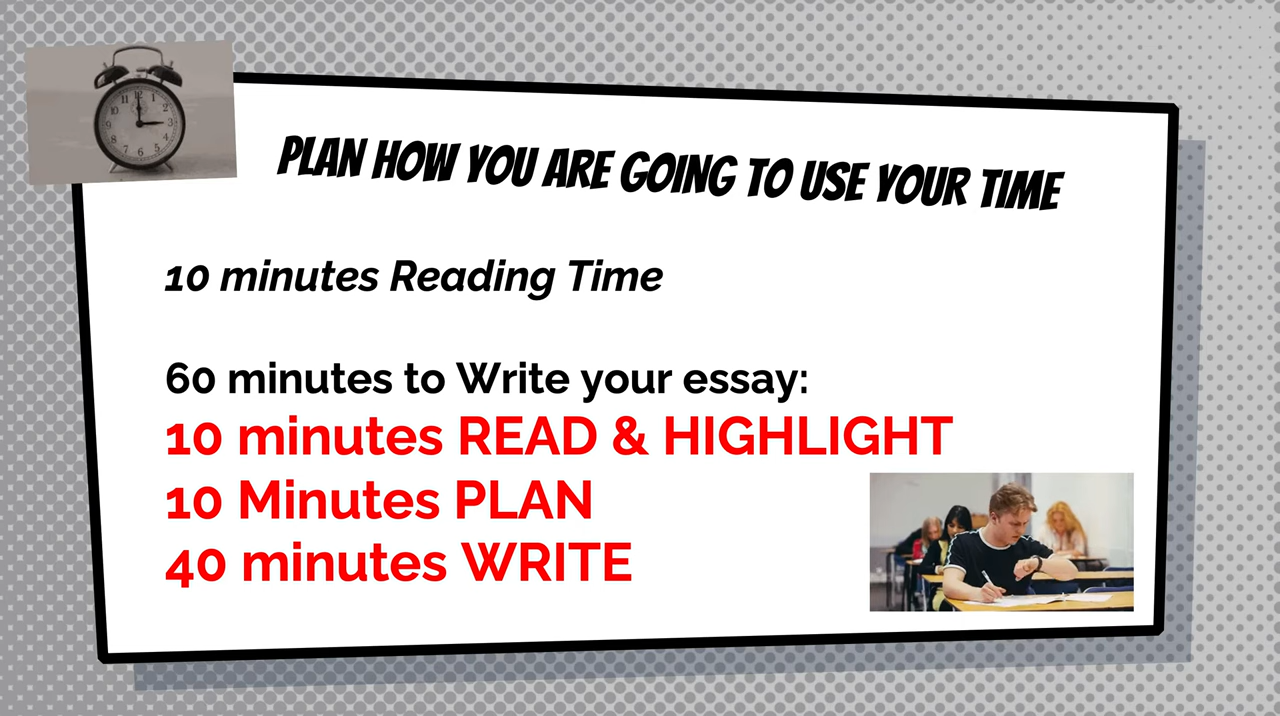 PLAN HOW YOU ARE GOING TO USE YOUR TIME
10 minutes Reading Time
60 minutes to Write your essay:
10 minutes READ & HIGHLIGHT
10 Minutes PLAN
40 minutes WRITE